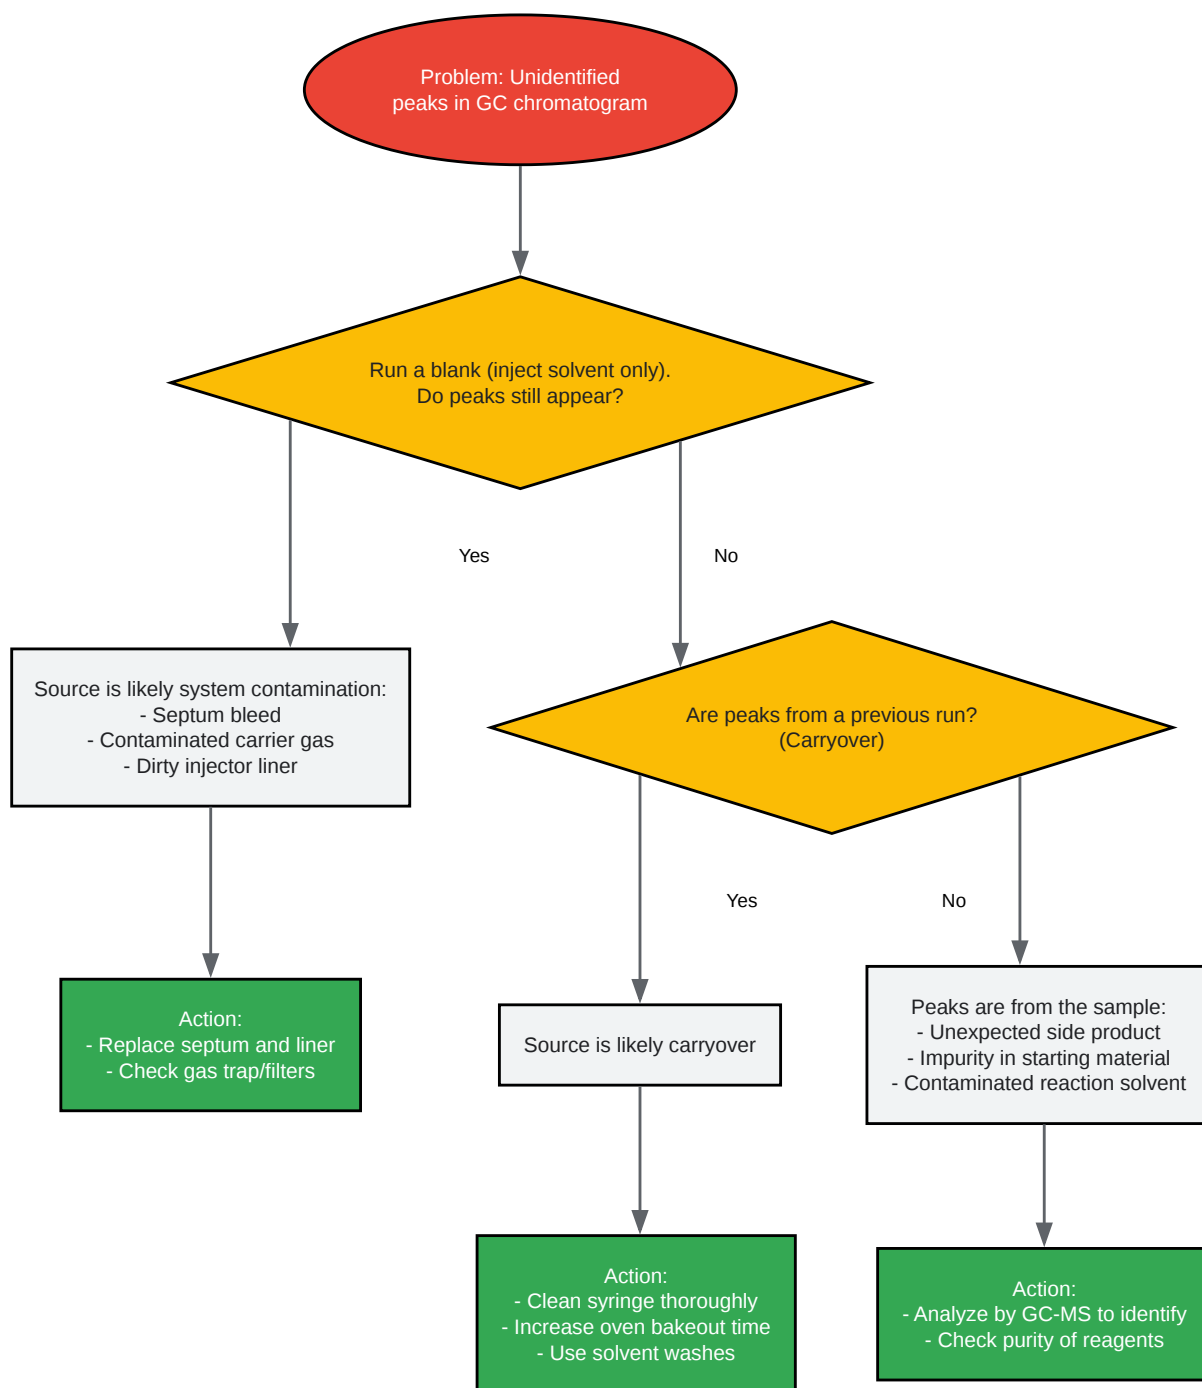 Problem: Unidentified
peaks in GC chromatogram
Run a blank (inject solvent only).
Do peaks still appear?
Yes
No
Source is likely system contamination:
- Septum bleed
- Contaminated carrier gas
- Dirty injector liner
Are peaks from a previous run?
(Carryover)
Yes
No
Action:
- Replace septum and liner
- Check gas trap/filters
Source is likely carryover
Peaks are from the sample:
- Unexpected side product
- Impurity in starting material
- Contaminated reaction solvent
Action:
- Clean syringe thoroughly
- Increase oven bakeout time
- Use solvent washes
Action:
- Analyze by GC-MS to identify
- Check purity of reagents